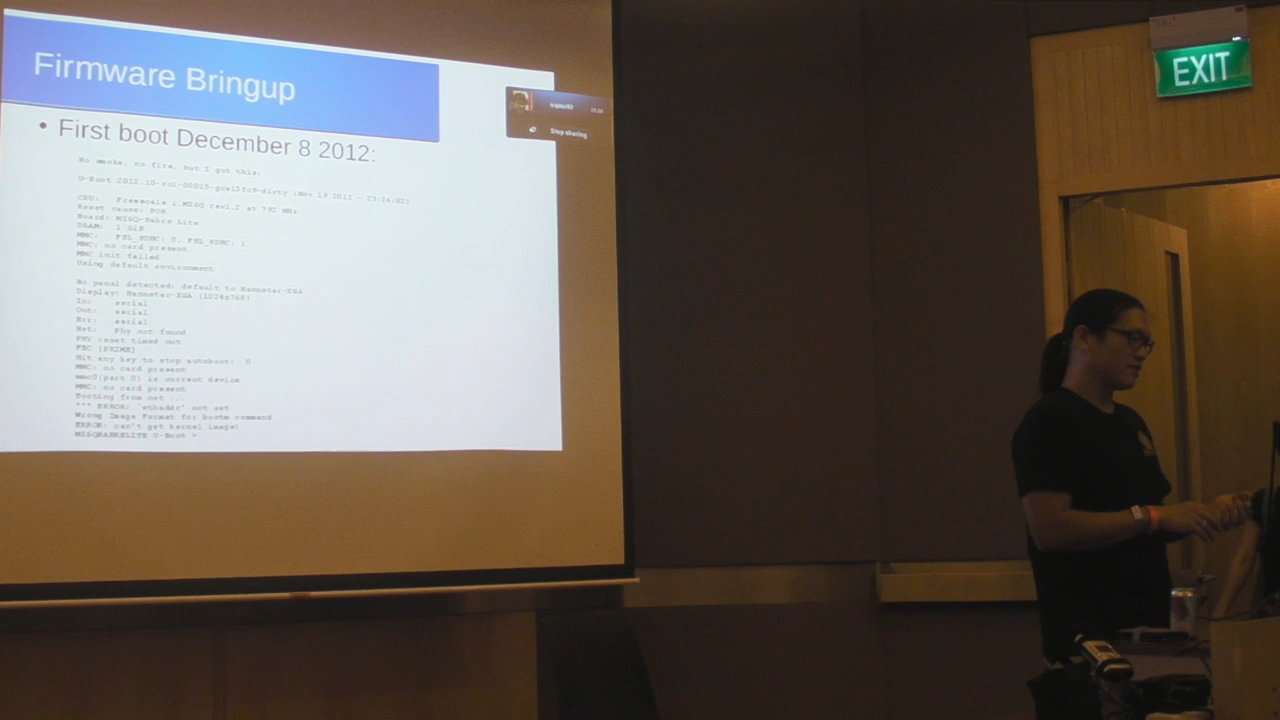 Firmware Bringup
• First boot December 8 2012:
No smoke, no fire, but I got this:
U-Boot 2012.10-rc1-00015-gce13fc9-dirty (Nov 19 2012 - 23:26:02)
CPU: Freescale i.MX6Q rev1.2 at 792 MHz
Reset cause: POR
Board: MX6Q-Sabre Lite
DRAM: 1 GiB
MMC: FSL_SDHC: 0, FSL_SDHC: 1
MMC: no card present
MMC init failed
Using default environment
No panel detected: default to Hannstar-XGA
Display: Hannstar-XGA (1024x768)
In: serial
Out: serial
Err: serial
Net: Phy not found
PHY reset timed out
FEC [PRIME]
Hit any key to stop autoboot: 0
MMC: no card present
mmc0(part 0) is current device
MMC: no card present
Booting from net ...
*** ERROR: `ethaddr' not set
Wrong Image Format for bootm command
ERROR: can't get kernel image!
MX6QSABRELITE U-Boot >
Stop sharing
EXIT